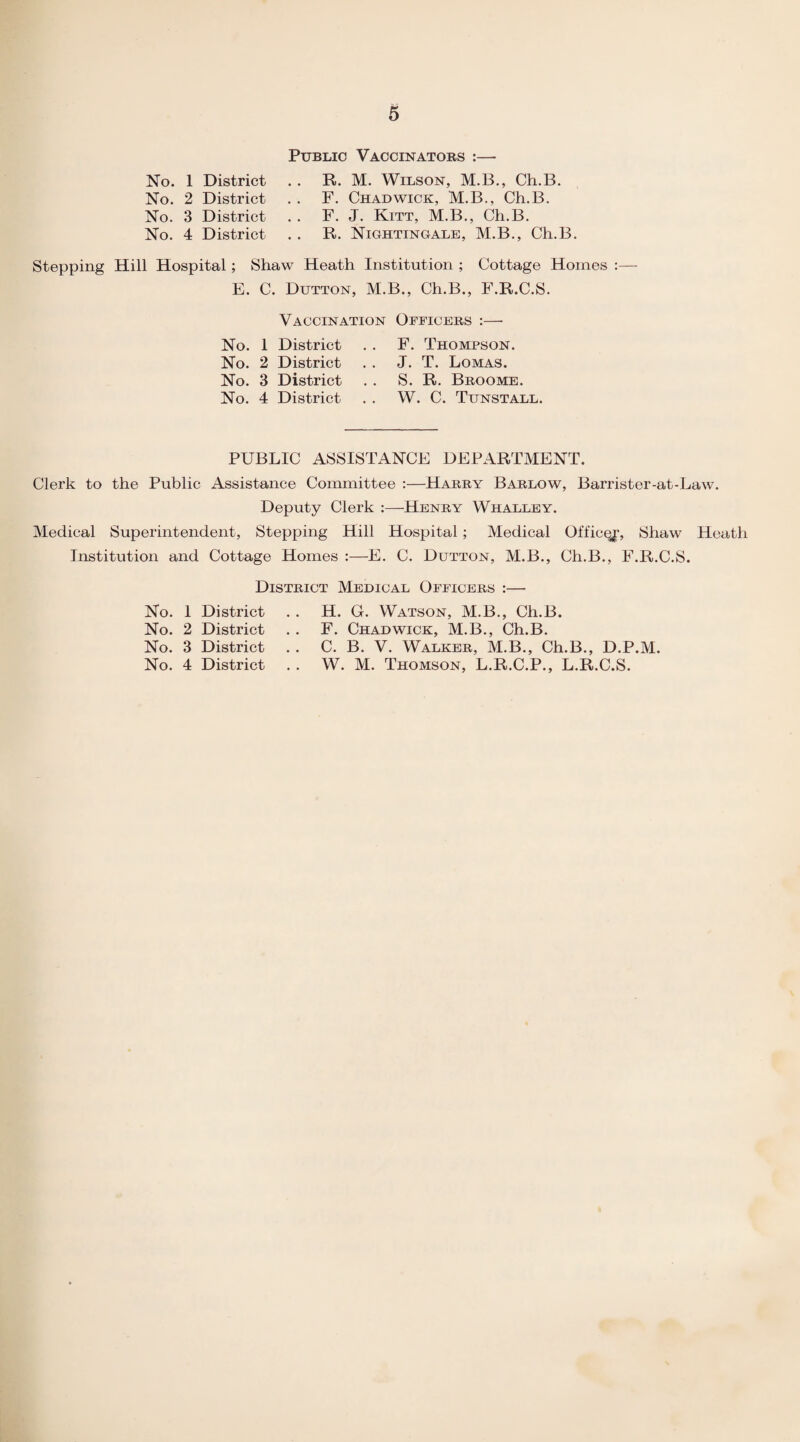 5
Public Vaccinators :—
No. 1 District .. R. M. Wilson, M.B., Ch.B.
No. 2 District .. F. Chadwick, M.B., Ch.B.
No. 3 District .. F. J. Kitt, M.B., Ch.B.
No. 4 District .. R. Nightingale, M.B., Ch.B.
Stepping Hill Hospital ; Shaw Heath Institution ; Cottage Homes :—
E. C. Dutton, M.B., Ch.B., F.R.C.S.
Vaccination Officers :—
No. 1 District .. F. Thompson.
No. 2 District .. J. T. Lomas.
No. 3 District .. S. R. Broome.
No. 4 District .. W. C. Tunstall.
PUBLIC ASSISTANCE DEPARTMENT.
Clerk to the Public Assistance Committee :—Harry Barlow, Barrister-at-Law.
Deputy Clerk :—Henry Whalley.
Medical Superintendent, Stepping Hill Hospital ; Medical Officer, Shaw Heath
Institution and Cottage Homes :—E. C. Dutton, M.B., Ch.B., F.R.C.S.
District Medical Officers :—
No. 1 District .. H. G. Watson, M.B., Ch.B.
No. 2 District .. F. Chadwick, M.B., Ch.B.
No. 3 District .. C. B. V. Walker, M.B., Ch.B., D.P.M.
No. 4 District .. W. M. Thomson, L.R.C.P., L.R.C.S.